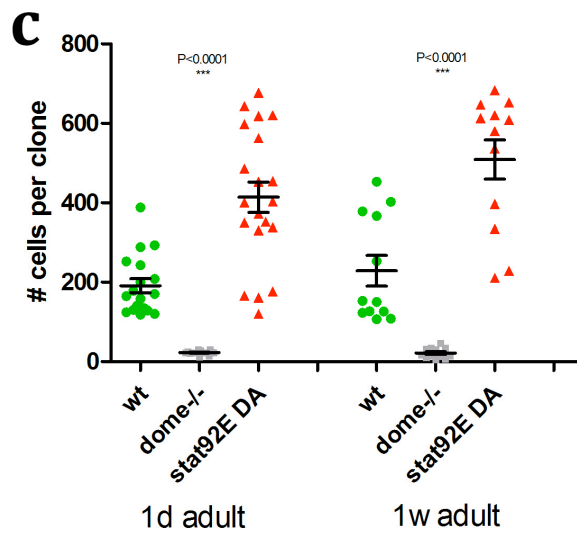 c
800
600
400
200
0
# cells per clone
P<0.0001
***
P<0.0001
***
wt
dome-/-
stat92E DA
wt
dome-/-
stat92E DA
1d adult
1w adult